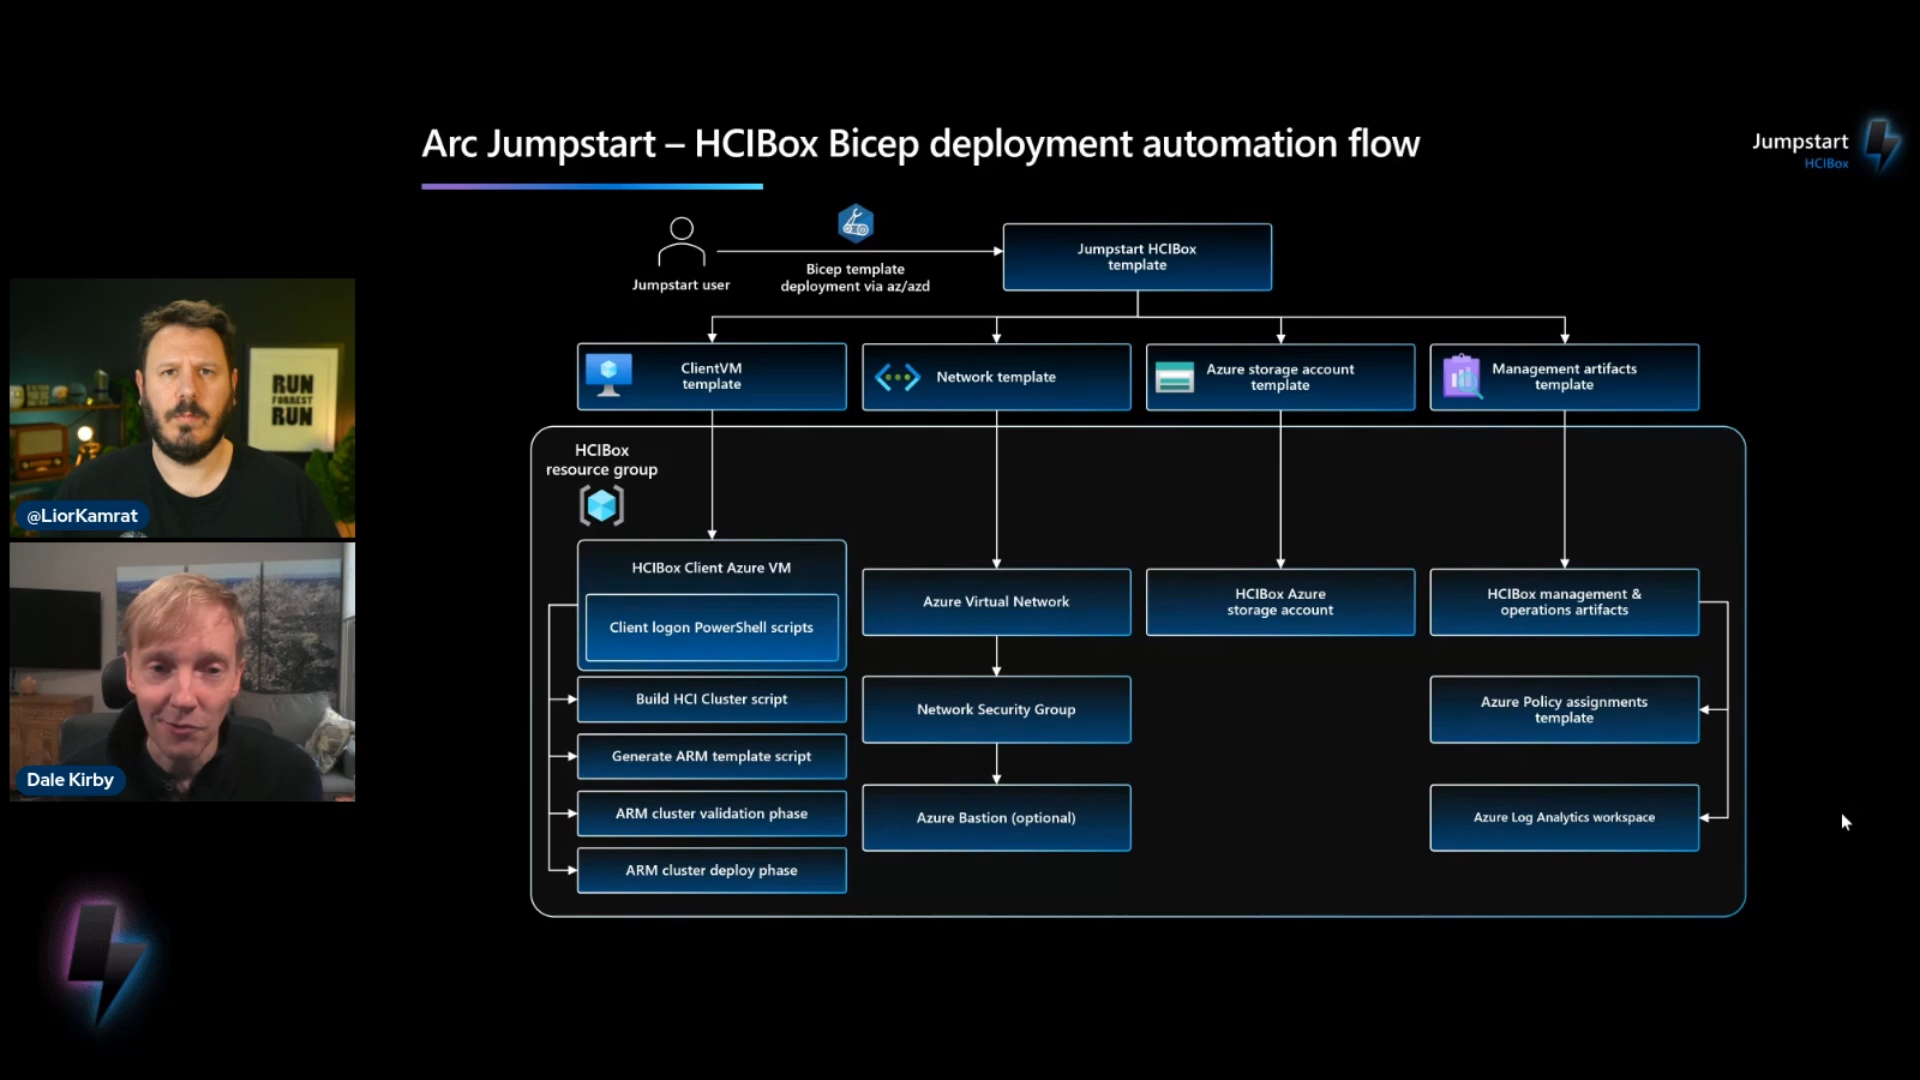 Arc Jumpstart – HCIBox Bicep deployment automation flow
Jumpstart
HCIBox
Jumpstart user
Bicep template
deployment via az/azd
Jumpstart HCIBox
template
ClientVM
template
Network template
Azure storage account
template
Management artifacts
template
HCIBox
resource group
HCIBox Client Azure VM
Client logon PowerShell scripts
Build HCI Cluster script
Generate ARM template script
ARM cluster validation phase
ARM cluster deploy phase
Azure Virtual Network
Network Security Group
Azure Bastion (optional)
HCIBox Azure
storage account
HCIBox management &
operations artifacts
Azure Policy assignments
template
Azure Log Analytics workspace
RUN
FORREST
RUN
@LiorKamrat
Dale Kirby